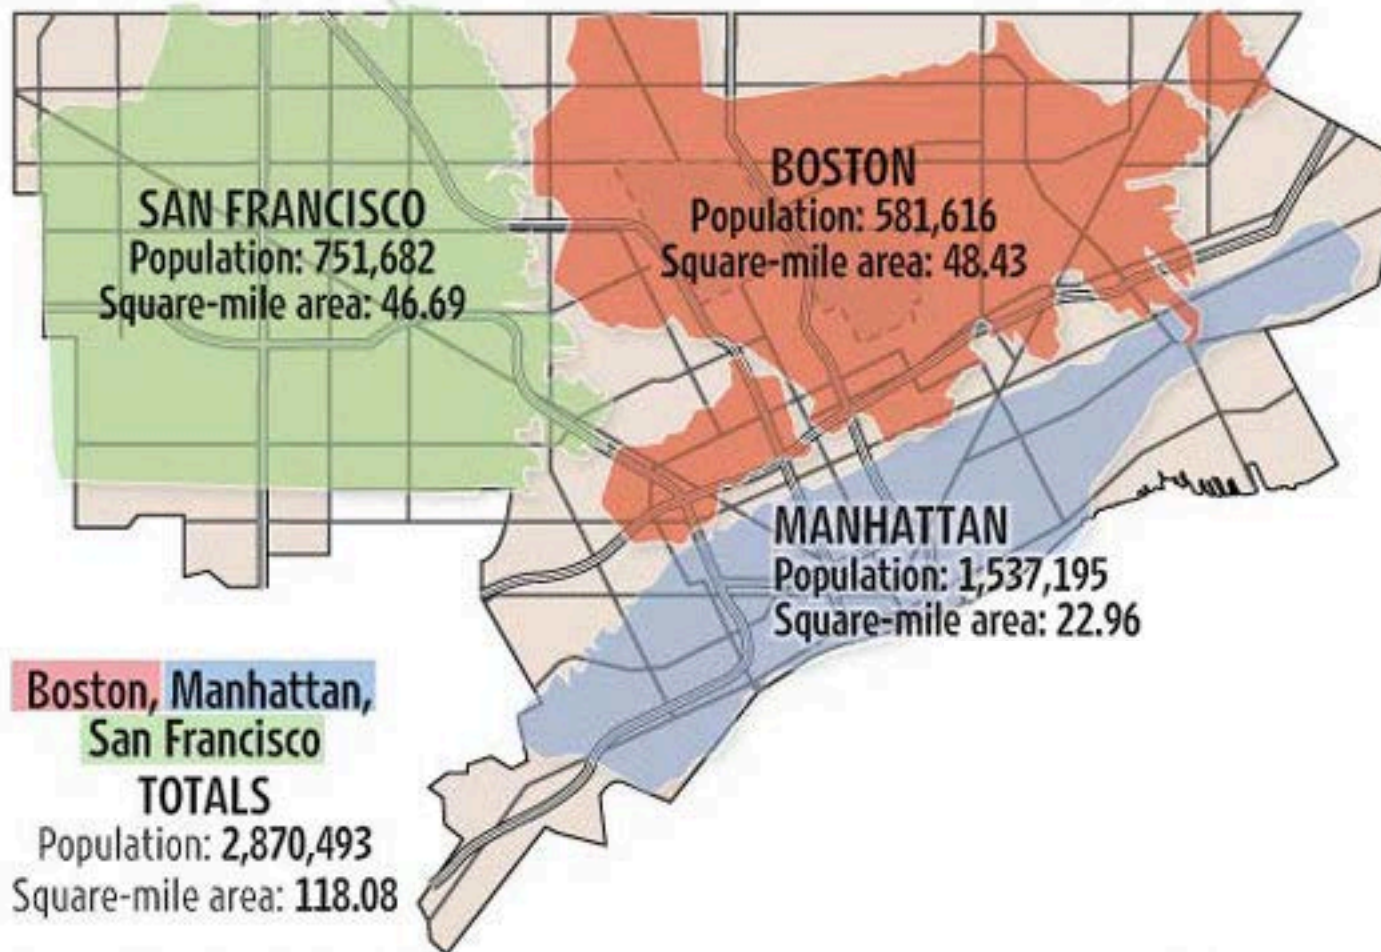 SAN FRANCISCO
Population: 751,682
Square-mile area: 46.69
BOSTON
Population: 581,616
Square-mile area: 48.43
MANHATTAN
Population: 1,537,195
Square-mile area: 22.96
Boston, Manhattan,
San Francisco
TOTALS
Population: 2,870,493
Square-mile area: 118.08